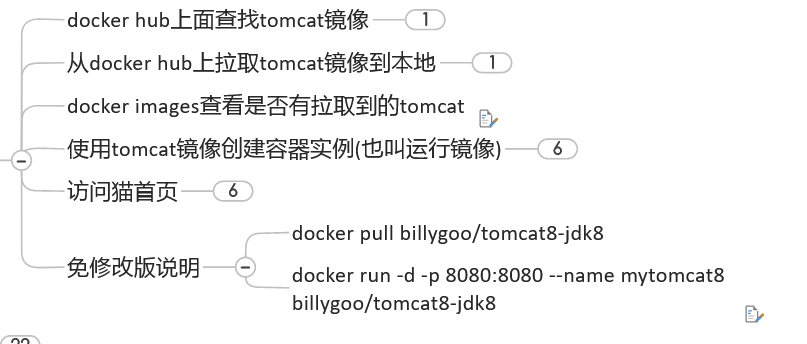 docker hub上面查找tomcat镜像 1
从docker hub上拉取tomcat镜像到本地 1
docker images查看是否有拉取到的tomcat
使用tomcat镜像创建容器实例(也叫运行镜像) 6
访问猫首页 6
免修改版说明
docker pull billygoo/tomcat8-jdk8
docker run -d -p 8080:8080 --name mytomcat8
billygoo/tomcat8-jdk8